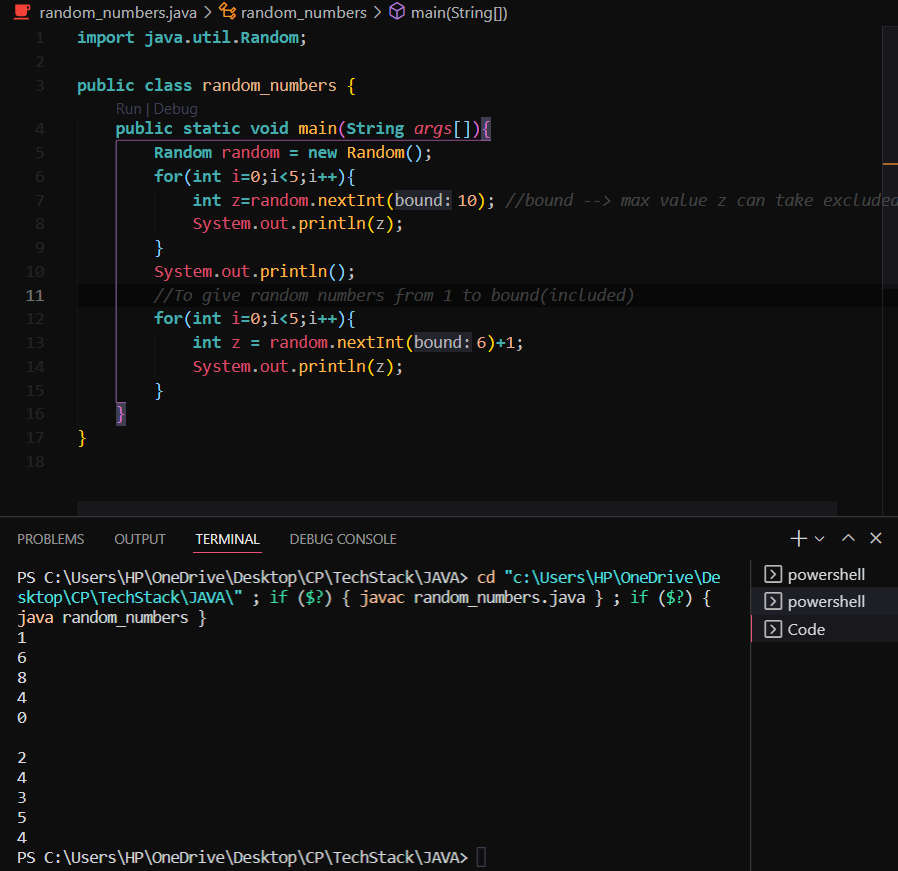 random_numbers.java > random_numbers > main(String[])
1 import java.util.Random;
2
3 public class random_numbers {
Run | Debug
4 public static void main(String args[]){
5 Random random = new Random();
6 for(int i=0;i<5;i++){
7 int z=random.nextInt(bound: 10); //bound --> max value z can take excluded
8 System.out.println(z);
9 }
10 System.out.println();
11 //To give random numbers from 1 to bound(included)
12 for(int i=0;i<5;i++){
13 int z = random.nextInt(bound: 6)+1;
14 System.out.println(z);
15 }
16 }
17 }
18
PROBLEMS OUTPUT TERMINAL DEBUG CONSOLE
PS C:\Users\HP\OneDrive\Desktop\CP\TechStack\JAVA> cd "c:\Users\HP\OneDrive\De
sktop\CP\TechStack\JAVA\" ; if ($?) { javac random_numbers.java } ; if ($?) {
java random_numbers }
1
6
8
4
0

2
4
3
5
4
PS C:\Users\HP\OneDrive\Desktop\CP\TechStack\JAVA>
powershell
powershell
Code